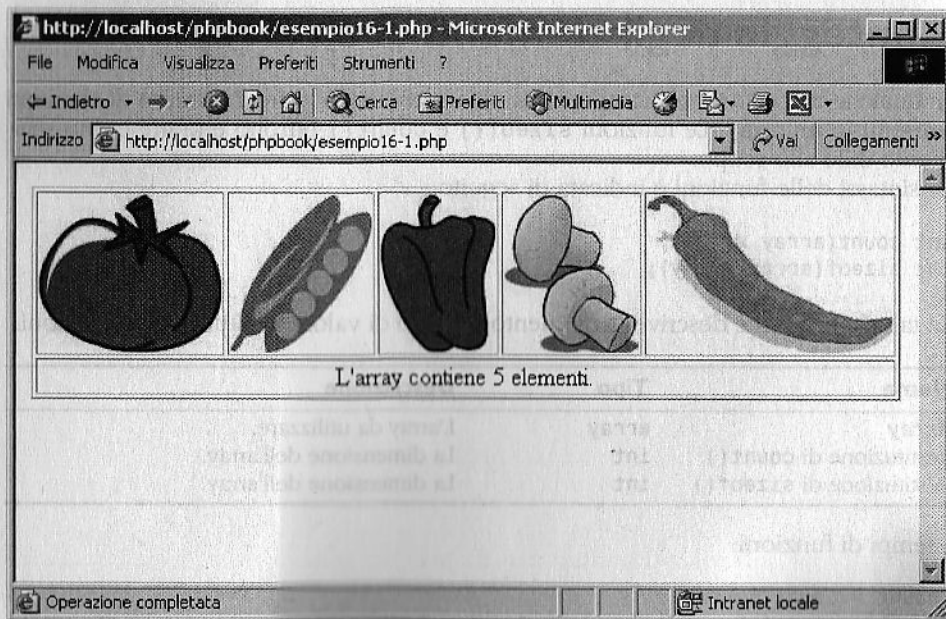 http://localhost/phpbook/esempio16-1.php - Microsoft Internet Explorer
File Modifica Visualizza Preferiti Strumenti ?
Indietro Cerca Preferiti Multimedia
Indirizzo http://localhost/phpbook/esempio16-1.php Vai Collegamenti »
L'array contiene 5 elementi.
Operazione completata Intranet locale